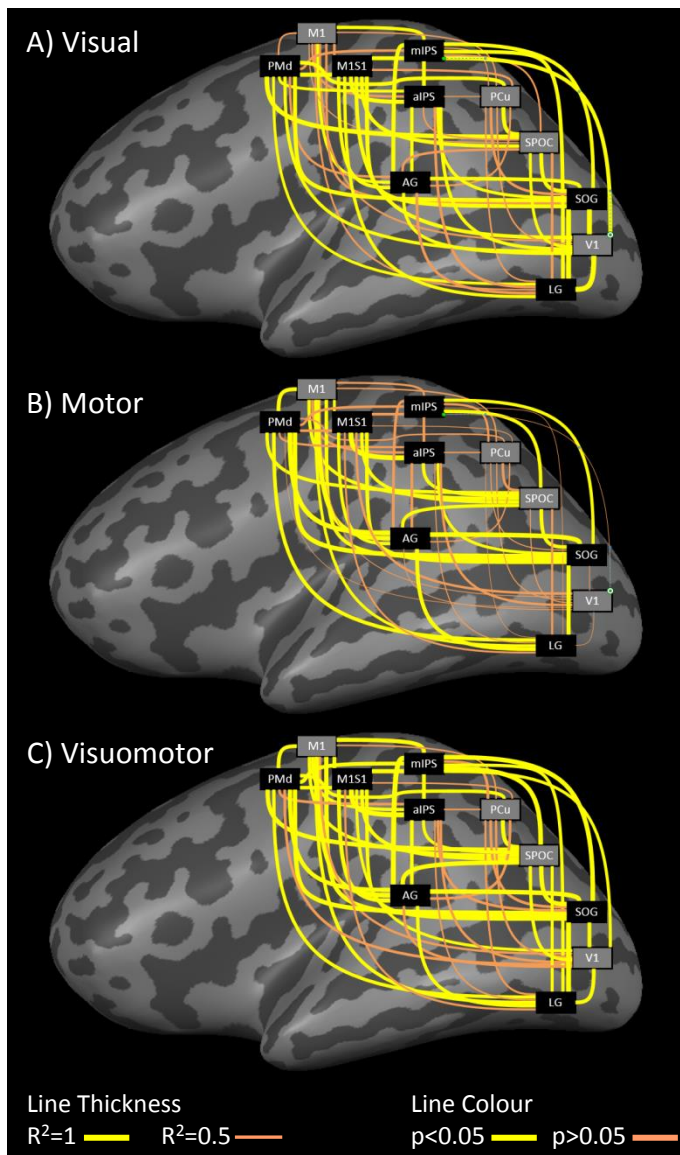 A) Visual
M1
mIPS
PMd
M1S1
aIPS
PCu
SPOC
AG
SOG
V1
LG
B) Motor
M1
mIPS
PMd
M1S1
aIPS
PCu
SPOC
AG
SOG
V1
LG
C) Visuomotor
M1
mIPS
PMd
M1S1
aIPS
PCu
SPOC
AG
SOG
V1
LG
Line Thickness
R²=1
R²=0.5
Line Colour
p<0.05
p>0.05